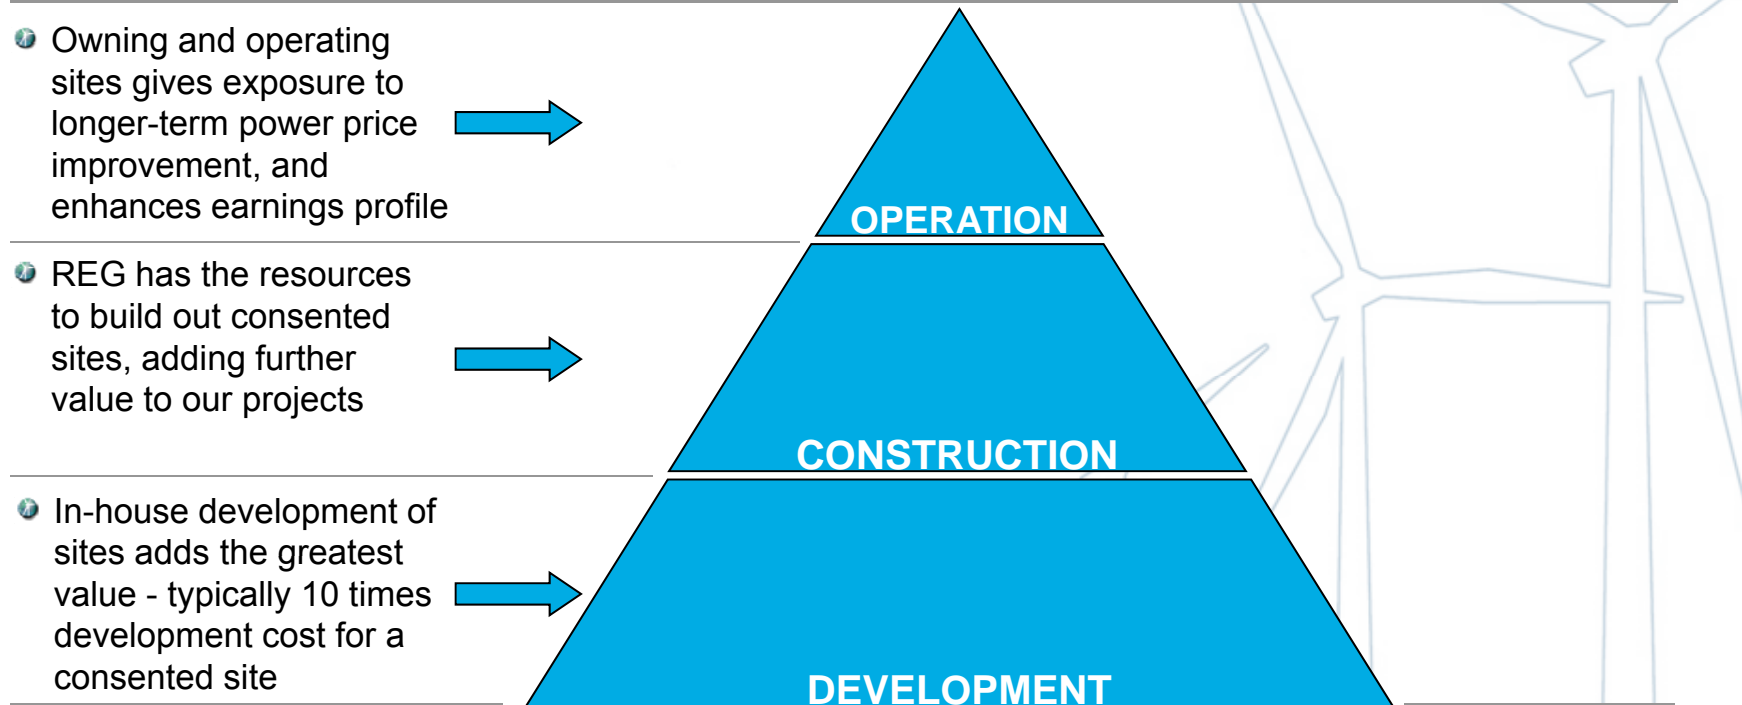 Owning and operating
sites gives exposure to
longer-term power price
improvement, and
enhances earnings profile
OPERATION
REG has the resources
to build out consented
sites, adding further
value to our projects
CONSTRUCTION
In-house development of
sites adds the greatest
value - typically 10 times
development cost for a
consented site
DEVELOPMENT